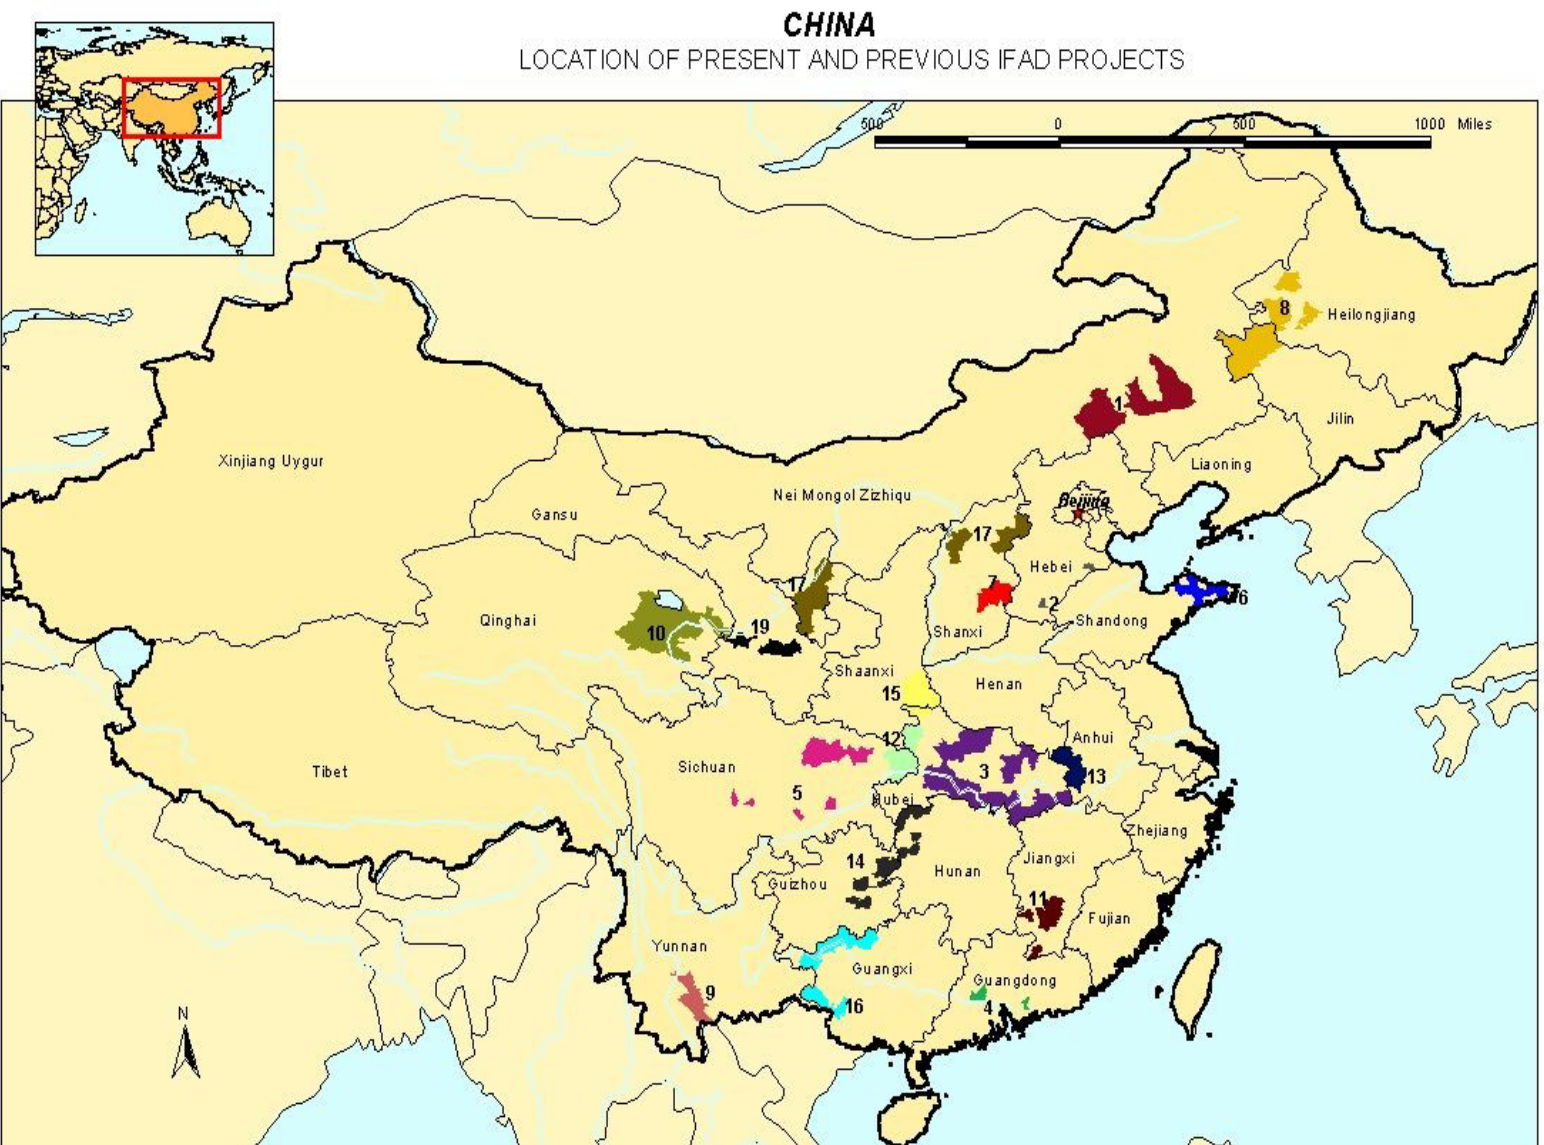 CHINA
LOCATION OF PRESENT AND PREVIOUS IFAD PROJECTS
500 0 500 1000 Miles
8
Heilongjiang
1
Jilin
Xinjiang Uygur
Liaoning
Nei Mongol Zizhiqu
Beijing
Gansu
17
Hebei
7
17
6
2
Qinghai
10
19
Shanxi
Shandong
Shaanxi
15
Henan
12
Anhui
Sichuan
Tibet
3
13
5
Hubei
Zhejiang
14
Hunan
Jiangxi
Guizhou
11
Fujian
Yunnan
Guangxi
Guangdong
9
16
4
N